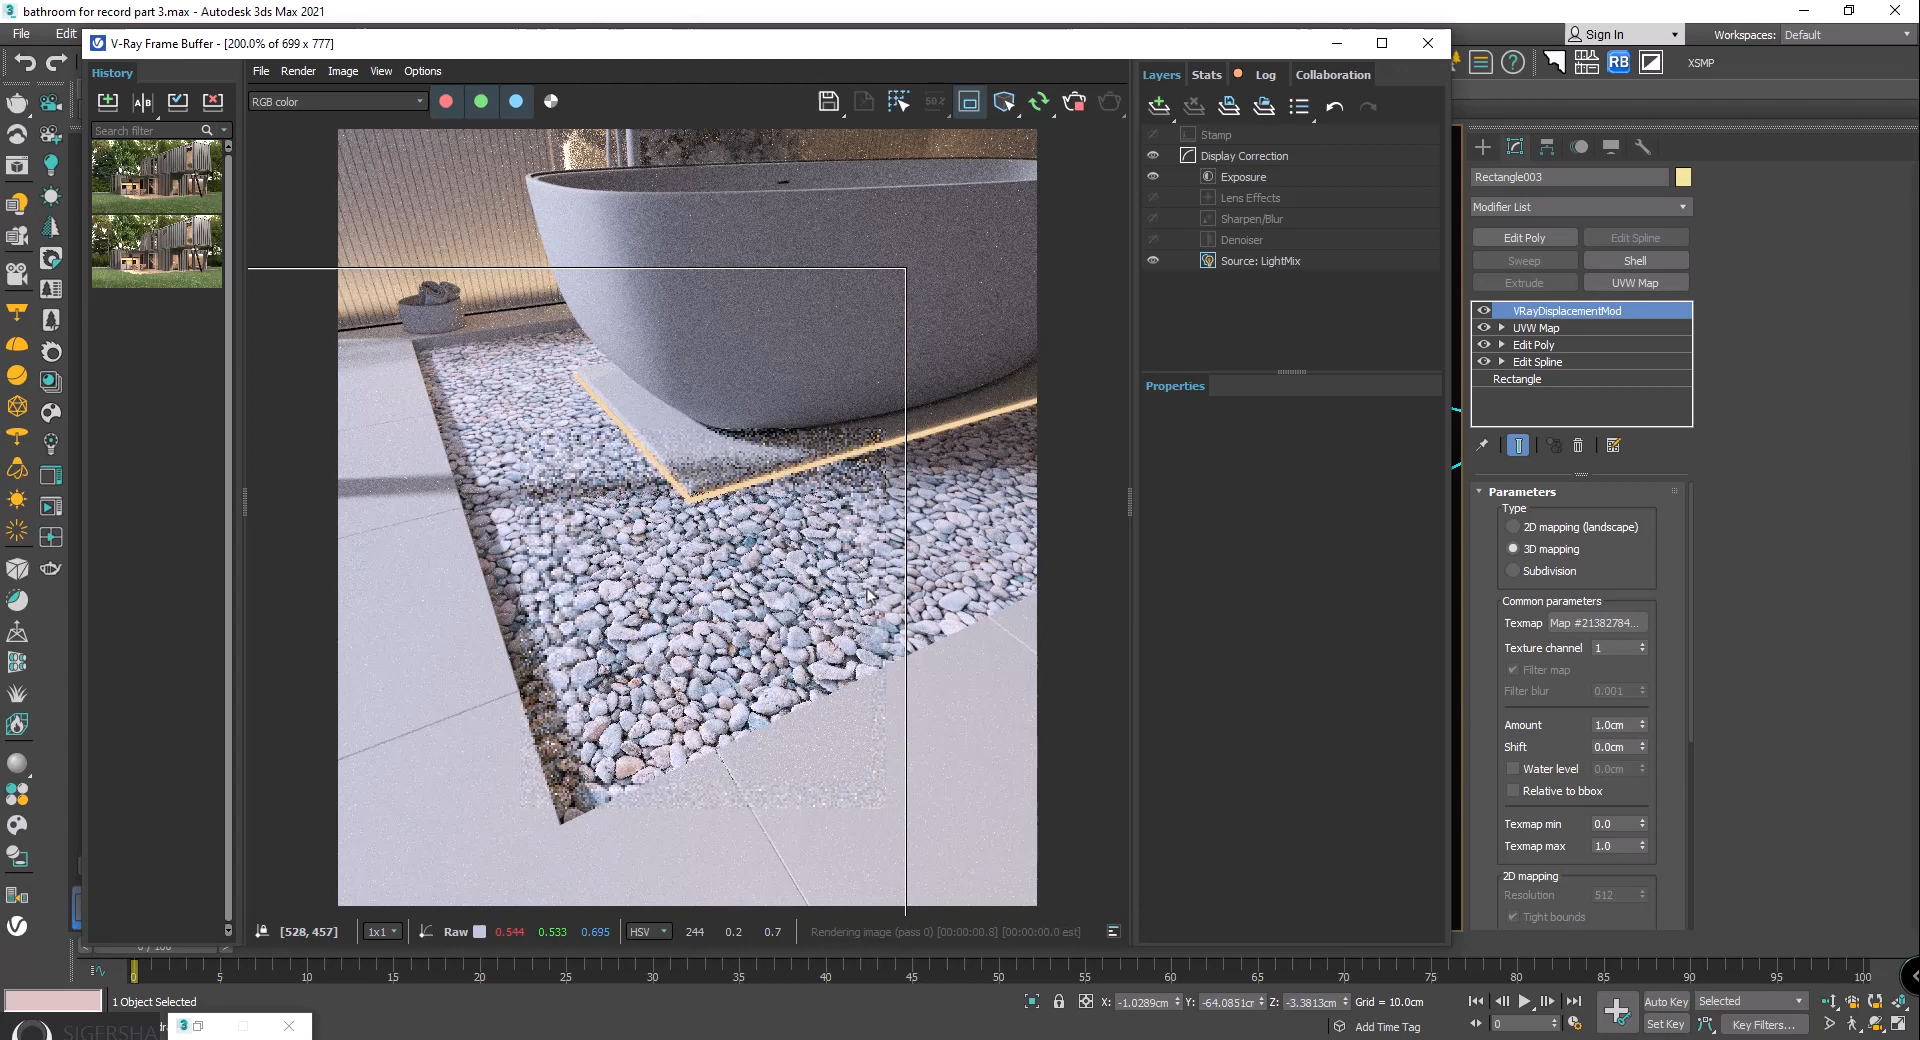 bathroom for record part 3.max - Autodesk 3ds Max 2021
File Edit
Sign In
Workspaces: Default
V-Ray Frame Buffer - [200.0% of 699 x 777]
RB
XSMP
History
File Render Image View Options
Layers Stats Log Collaboration
A|B
RGB color
50%
Search filter
Stamp
Display Correction
Exposure
Lens Effects
Sharpen/Blur
Denoiser
Source: LightMix
Properties
Rectangle003
Modifier List
Edit Poly Edit Spline
Sweep Shell
Extrude UVW Map
VRayDisplacementMod
UVW Map
Edit Poly
Edit Spline
Rectangle
Parameters
Type
2D mapping (landscape)
3D mapping
Subdivision
Common parameters
Texmap Map #21382784...
Texture channel 1
Filter map
Filter blur 0.001
Amount 1.0cm
Shift 0.0cm
Water level 0.0cm
Relative to bbox
Texmap min 0.0
Texmap max 1.0
2D mapping
Resolution 512
Tight bounds
[528, 457] 1x1 Raw 0.544 0.533 0.695 HSV 244 0.2 0.7 Rendering image (pass 0) [00:00:00.8] [00:00:00.0 est]
0 / 100
0 5 10 15 20 25 30 35 40 45 50 55 60 65 70 75 80 85 90 95 100
1 Object Selected
X: -1.0289cm Y: -64.0851cm Z: -3.3813cm Grid = 10.0cm
Auto Key Selected
Add Time Tag
0
Set Key Key Filters...
SIGERSHA
3